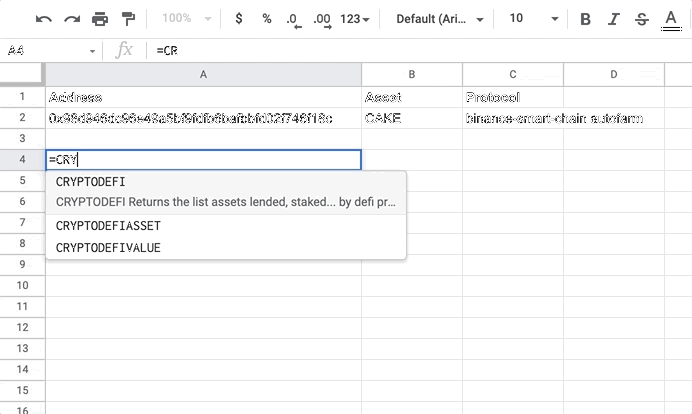 100% $ % .0 .00 123 Default (Ari... 10 B I S A
A4 fx =CR
A B C D
1 Address Asset Protocol
2 CAKE binance-smart-chain autofarm
3
4 =CRY
5 CRYPTODEFI
6 CRYPTODEFI Returns the list assets lended, staked... by defi pr...
7 CRYPTODEFIASSET
8 CRYPTODEFIVALUE
9
10
11
12
13
14
15
16